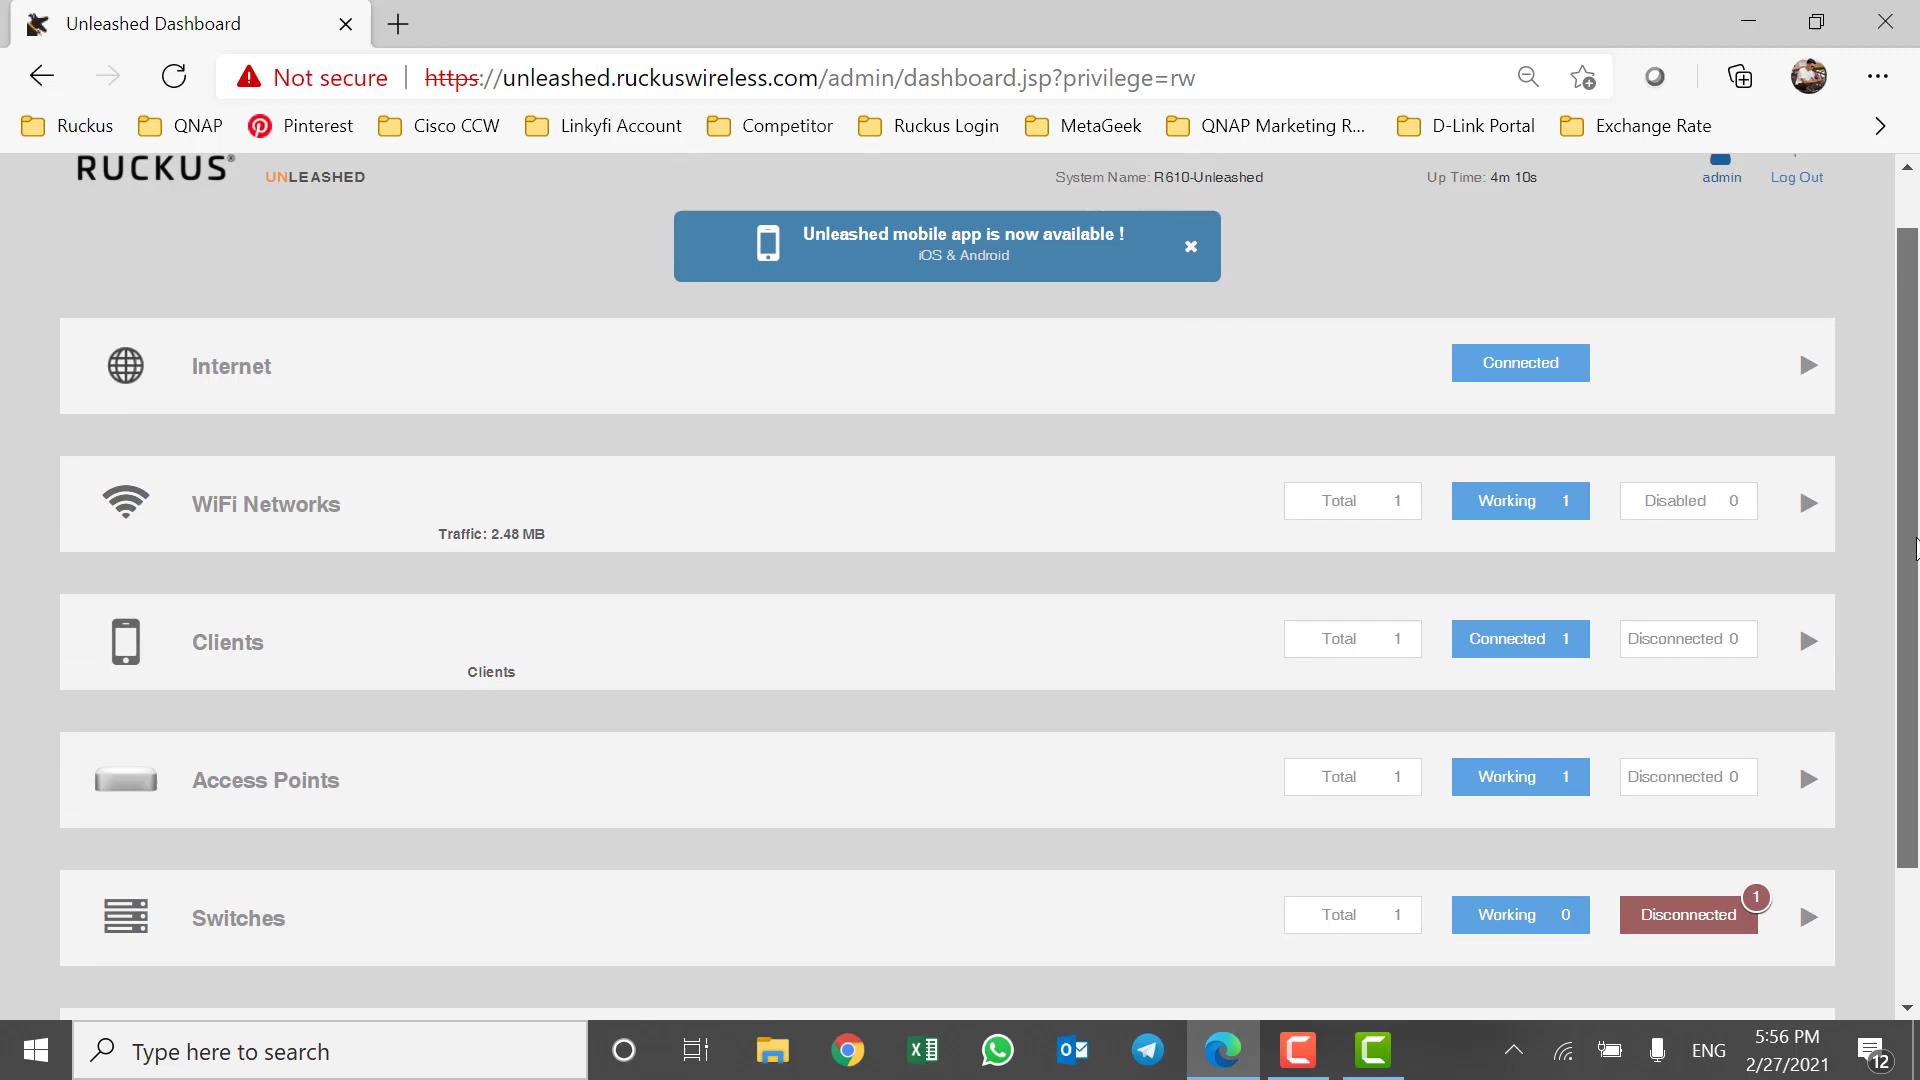 Unleashed Dashboard
Not secure https://unleashed.ruckuswireless.com/admin/dashboard.jsp?privilege=rw
Ruckus QNAP Pinterest Cisco CCW Linkyfi Account Competitor Ruckus Login MetaGeek QNAP Marketing R... D-Link Portal Exchange Rate
RUCKUS® UNLEASHED System Name: R610-Unleashed Up Time: 4m 10s admin Log Out
Unleashed mobile app is now available !
iOS & Android
Internet Connected
WiFi Networks Total 1 Working 1 Disabled 0
Traffic: 2.48 MB
Clients Total 1 Connected 1 Disconnected 0
Clients
Access Points Total 1 Working 1 Disconnected 0
Switches Total 1 Working 0 Disconnected 1
Type here to search ENG 5:56 PM
2/27/2021 12